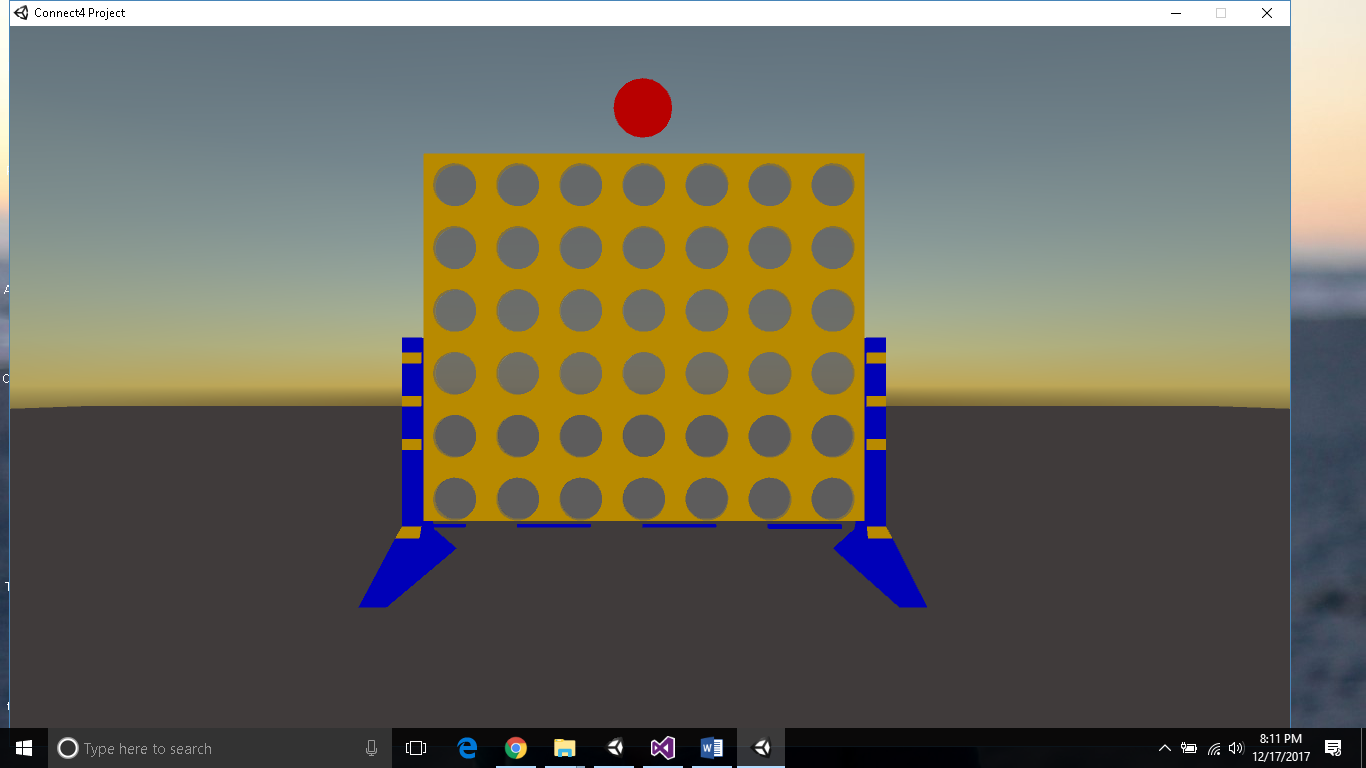 Connect4 Project
A
C
T
f
Type here to search
8:11 PM
12/17/2017